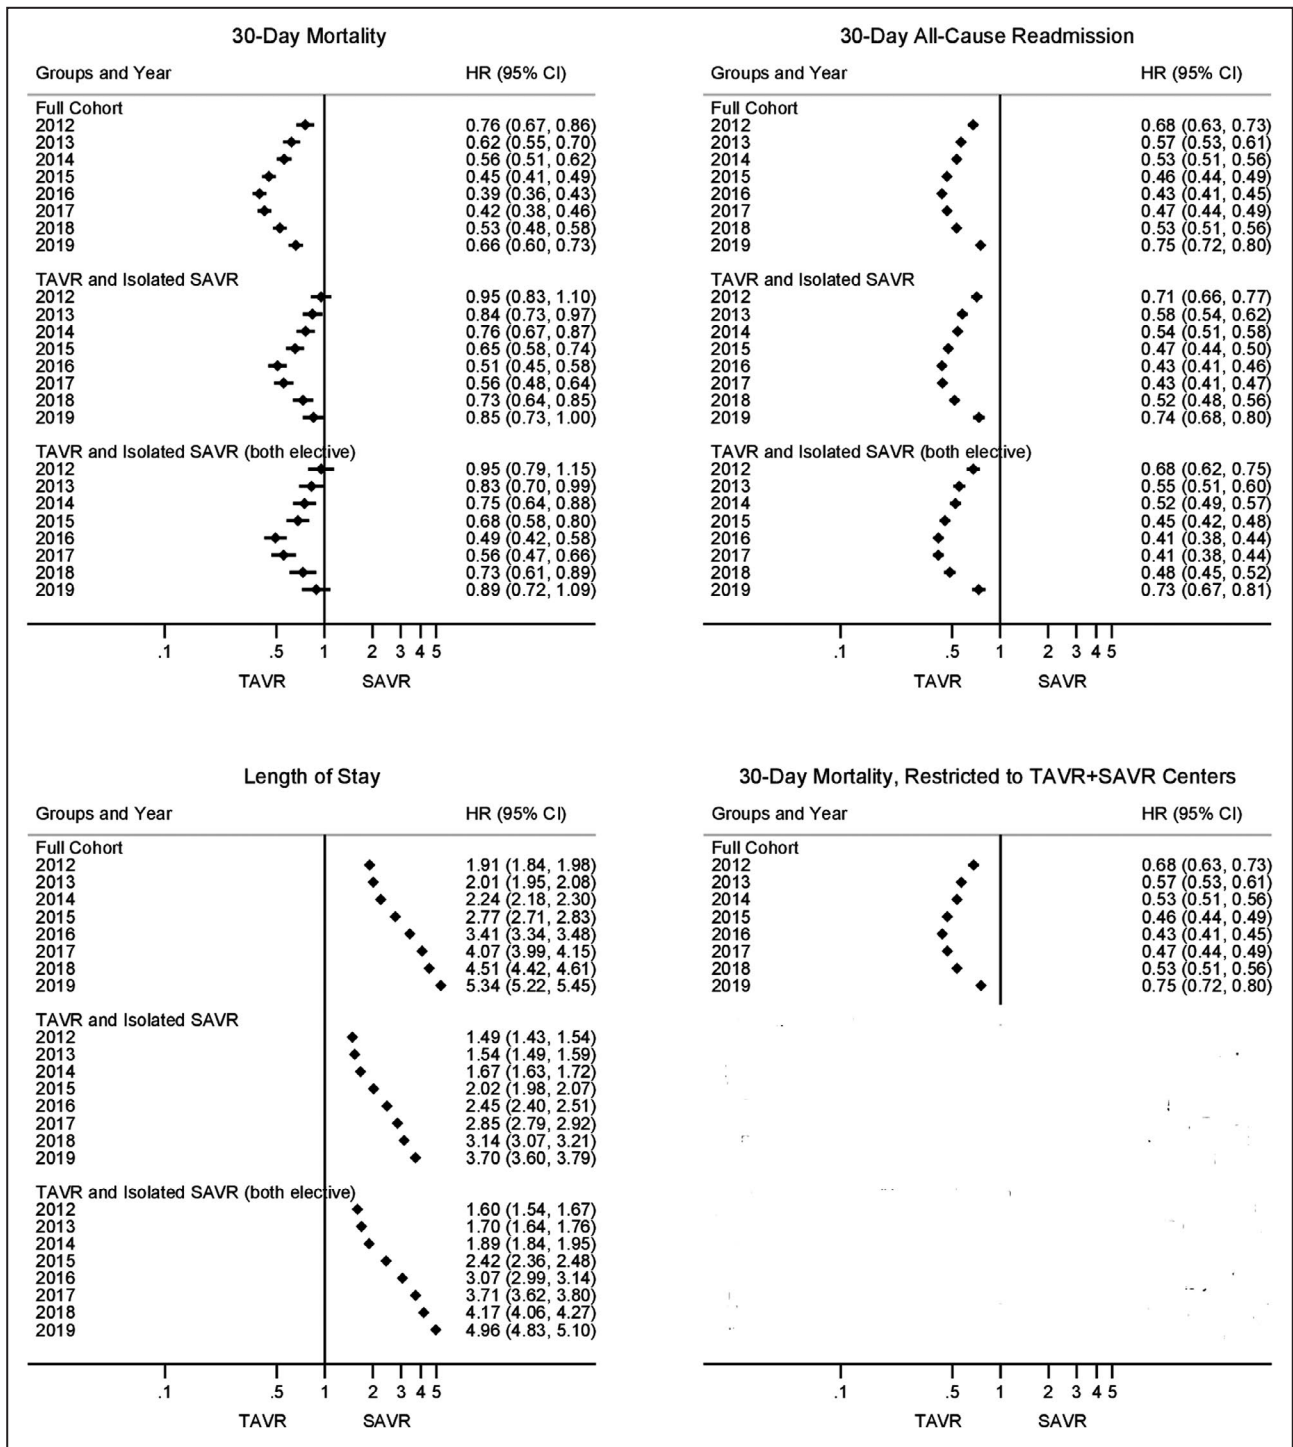 30-Day Mortality
Groups and Year HR (95% CI)
Full Cohort
2012 0.76 (0.67, 0.86)
2013 0.62 (0.55, 0.70)
2014 0.56 (0.51, 0.62)
2015 0.45 (0.41, 0.49)
2016 0.39 (0.36, 0.43)
2017 0.42 (0.38, 0.46)
2018 0.53 (0.48, 0.58)
2019 0.66 (0.60, 0.73)
TAVR and Isolated SAVR
2012 0.95 (0.83, 1.10)
2013 0.84 (0.73, 0.97)
2014 0.76 (0.67, 0.87)
2015 0.65 (0.58, 0.74)
2016 0.51 (0.45, 0.58)
2017 0.56 (0.48, 0.64)
2018 0.73 (0.64, 0.85)
2019 0.85 (0.73, 1.00)
TAVR and Isolated SAVR (both elective)
2012 0.95 (0.79, 1.15)
2013 0.83 (0.70, 0.99)
2014 0.75 (0.64, 0.88)
2015 0.68 (0.58, 0.80)
2016 0.49 (0.42, 0.58)
2017 0.56 (0.47, 0.66)
2018 0.73 (0.61, 0.89)
2019 0.89 (0.72, 1.09)
.1 .5 1 2 3 4 5
TAVR SAVR
30-Day All-Cause Readmission
Groups and Year HR (95% CI)
Full Cohort
2012 0.68 (0.63, 0.73)
2013 0.57 (0.53, 0.61)
2014 0.53 (0.51, 0.56)
2015 0.46 (0.44, 0.49)
2016 0.43 (0.41, 0.45)
2017 0.47 (0.44, 0.49)
2018 0.53 (0.51, 0.56)
2019 0.75 (0.72, 0.80)
TAVR and Isolated SAVR
2012 0.71 (0.66, 0.77)
2013 0.58 (0.54, 0.62)
2014 0.54 (0.51, 0.58)
2015 0.47 (0.44, 0.50)
2016 0.43 (0.41, 0.46)
2017 0.43 (0.41, 0.47)
2018 0.52 (0.48, 0.56)
2019 0.74 (0.68, 0.80)
TAVR and Isolated SAVR (both elective)
2012 0.68 (0.62, 0.75)
2013 0.55 (0.51, 0.60)
2014 0.52 (0.49, 0.57)
2015 0.45 (0.42, 0.48)
2016 0.41 (0.38, 0.44)
2017 0.41 (0.38, 0.44)
2018 0.48 (0.45, 0.52)
2019 0.73 (0.67, 0.81)
.1 .5 1 2 3 4 5
TAVR SAVR
Length of Stay
Groups and Year HR (95% CI)
Full Cohort
2012 1.91 (1.84, 1.98)
2013 2.01 (1.95, 2.08)
2014 2.24 (2.18, 2.30)
2015 2.77 (2.71, 2.83)
2016 3.41 (3.34, 3.48)
2017 4.07 (3.99, 4.15)
2018 4.51 (4.42, 4.61)
2019 5.34 (5.22, 5.45)
TAVR and Isolated SAVR
2012 1.49 (1.43, 1.54)
2013 1.54 (1.49, 1.59)
2014 1.67 (1.63, 1.72)
2015 2.02 (1.98, 2.07)
2016 2.45 (2.40, 2.51)
2017 2.85 (2.79, 2.92)
2018 3.14 (3.07, 3.21)
2019 3.70 (3.60, 3.79)
TAVR and Isolated SAVR (both elective)
2012 1.60 (1.54, 1.67)
2013 1.70 (1.64, 1.76)
2014 1.89 (1.84, 1.95)
2015 2.42 (2.36, 2.48)
2016 3.07 (2.99, 3.14)
2017 3.71 (3.62, 3.80)
2018 4.17 (4.06, 4.27)
2019 4.96 (4.83, 5.10)
.1 .5 1 2 3 4 5
TAVR SAVR
30-Day Mortality, Restricted to TAVR+SAVR Centers
Groups and Year HR (95% CI)
Full Cohort
2012 0.68 (0.63, 0.73)
2013 0.57 (0.53, 0.61)
2014 0.53 (0.51, 0.56)
2015 0.46 (0.44, 0.49)
2016 0.43 (0.41, 0.45)
2017 0.47 (0.44, 0.49)
2018 0.53 (0.51, 0.56)
2019 0.75 (0.72, 0.80)
.1 .5 1 2 3 4 5
TAVR SAVR